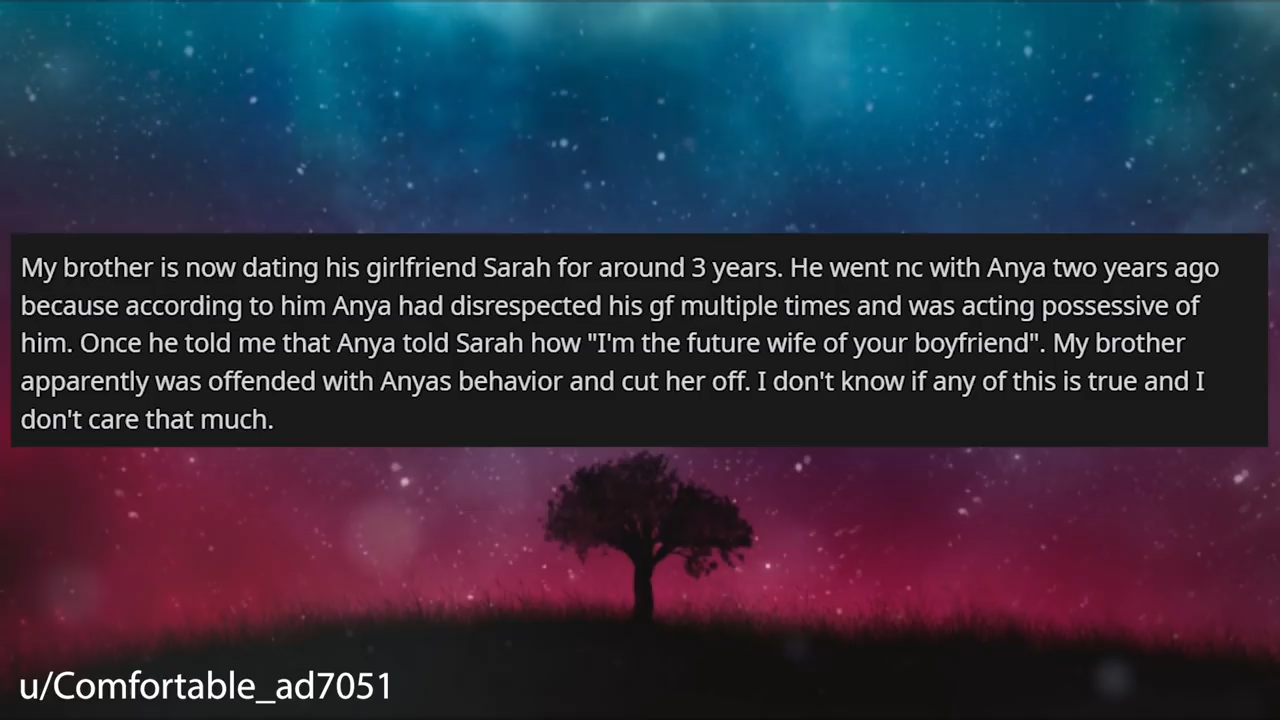 My brother is now dating his girlfriend Sarah for around 3 years. He went nc with Anya two years ago
because according to him Anya had disrespected his gf multiple times and was acting possessive of
him. Once he told me that Anya told Sarah how "I'm the future wife of your boyfriend". My brother
apparently was offended with Anyas behavior and cut her off. I don't know if any of this is true and I
don't care that much.
u/Comfortable_ad7051